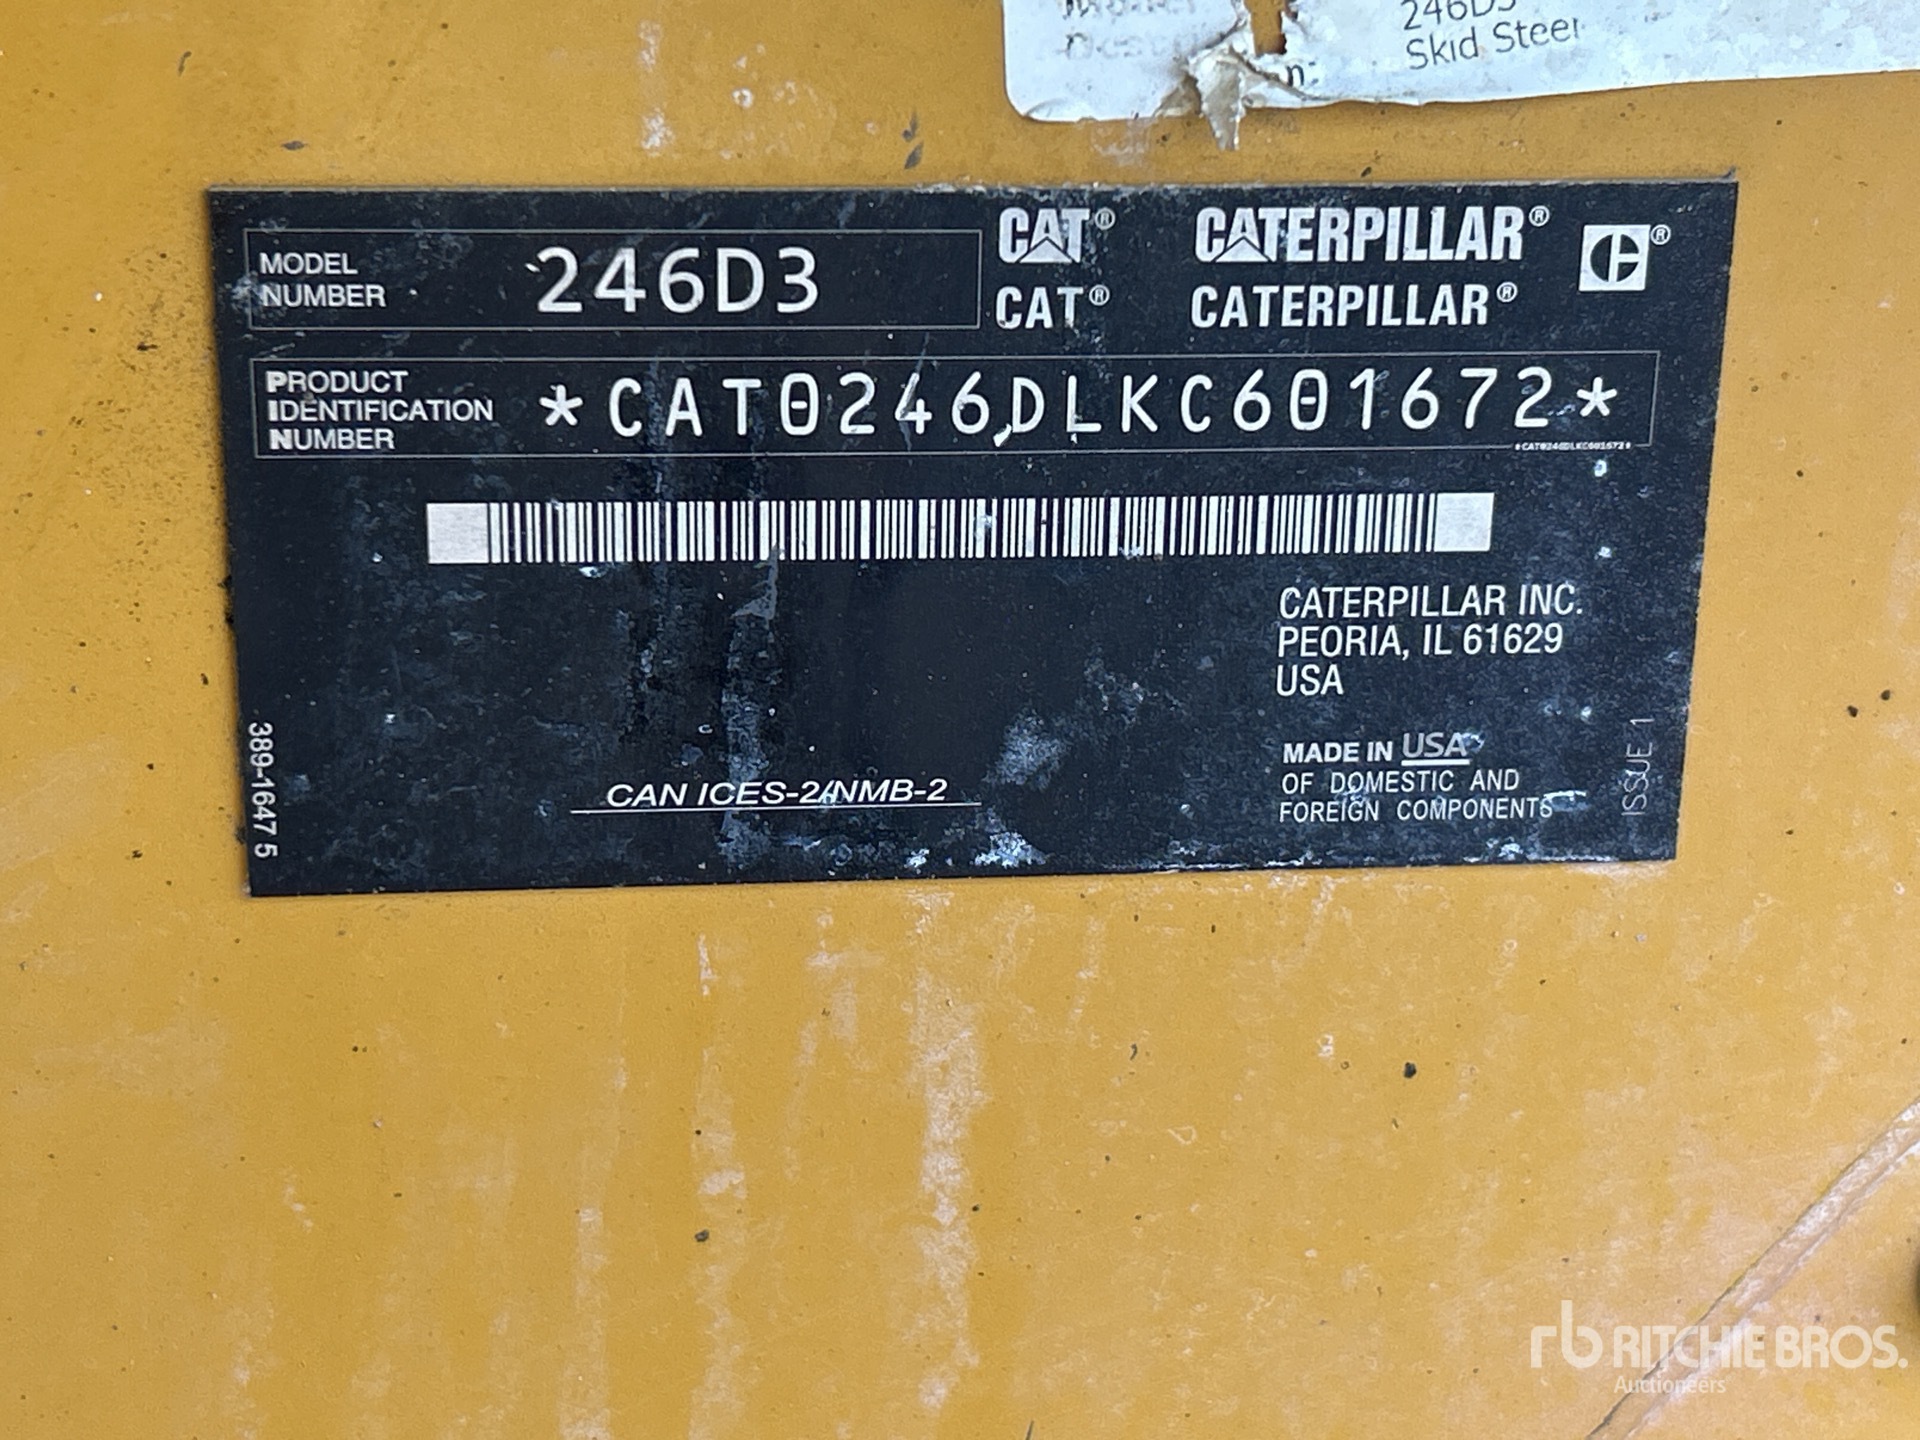 246D3
Skid Steer
n:
MODEL NUMBER 246D3
CAT® CATERPILLAR® ®
CAT® CATERPILLAR®
PRODUCT IDENTIFICATION NUMBER *CAT0246DLKC601672*
*CAT0246DLKC601672*
CATERPILLAR INC.
PEORIA, IL 61629
USA
MADE IN USA
OF DOMESTIC AND
FOREIGN COMPONENTS
ISSUE 1
CAN ICES-2/NMB-2
389-1647 5
rb RITCHIE BROS.
Auctioneers